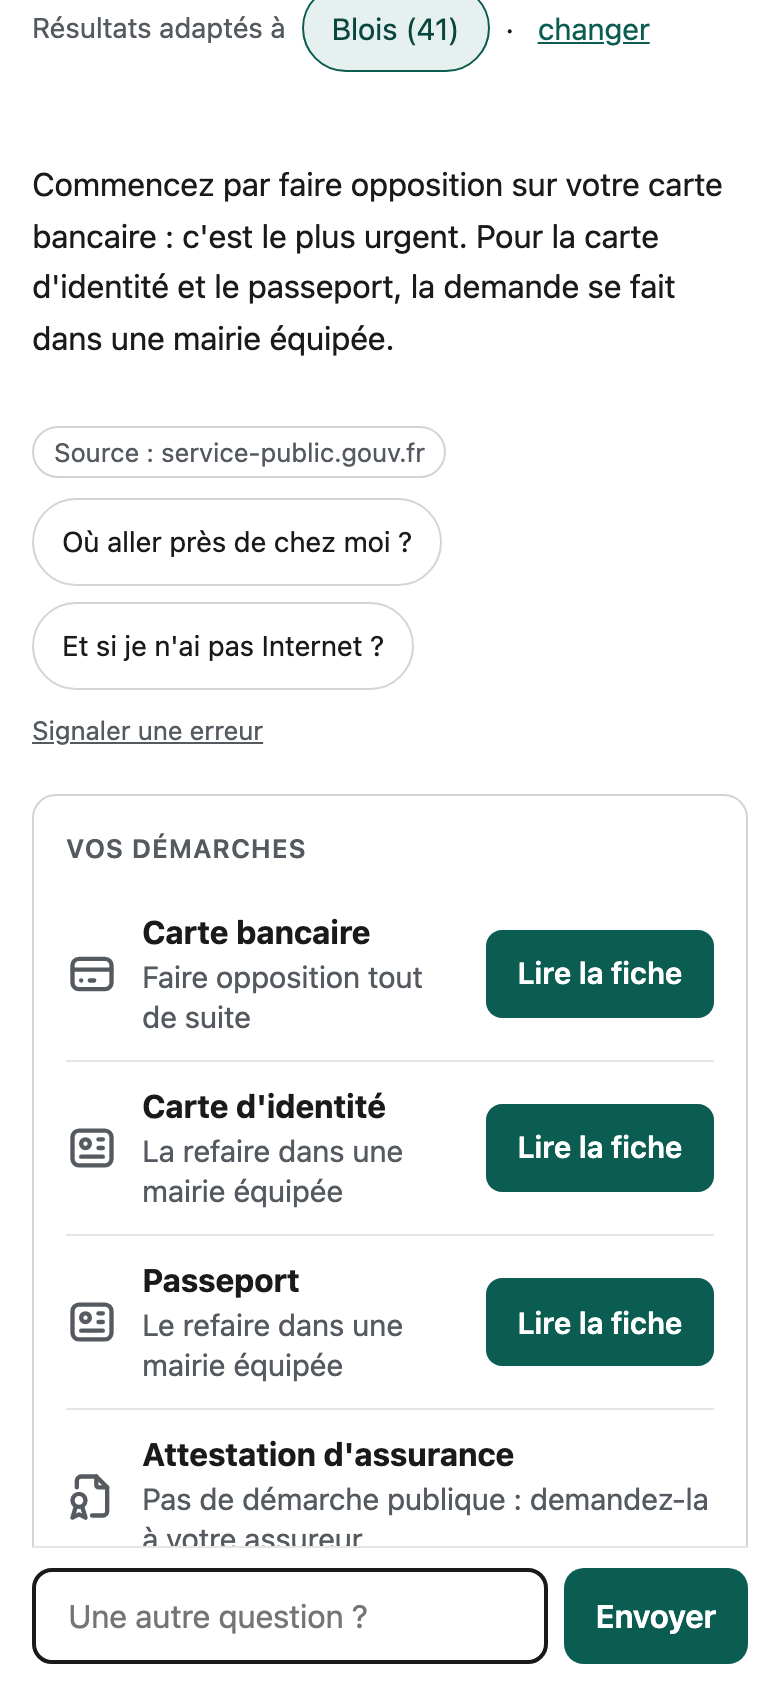 Résultats adaptés à Blois (41) · changer
Commencez par faire opposition sur votre carte
bancaire : c'est le plus urgent. Pour la carte
d'identité et le passeport, la demande se fait
dans une mairie équipée.
Source : service-public.gouv.fr
Où aller près de chez moi ?
Et si je n'ai pas Internet ?
Signaler une erreur
VOS DÉMARCHES
Carte bancaire
Faire opposition tout
de suite
Lire la fiche
Carte d'identité
La refaire dans une
mairie équipée
Lire la fiche
Passeport
Le refaire dans une
mairie équipée
Lire la fiche
Attestation d'assurance
Pas de démarche publique : demandez-la
à votre assureur
Une autre question ?
Envoyer